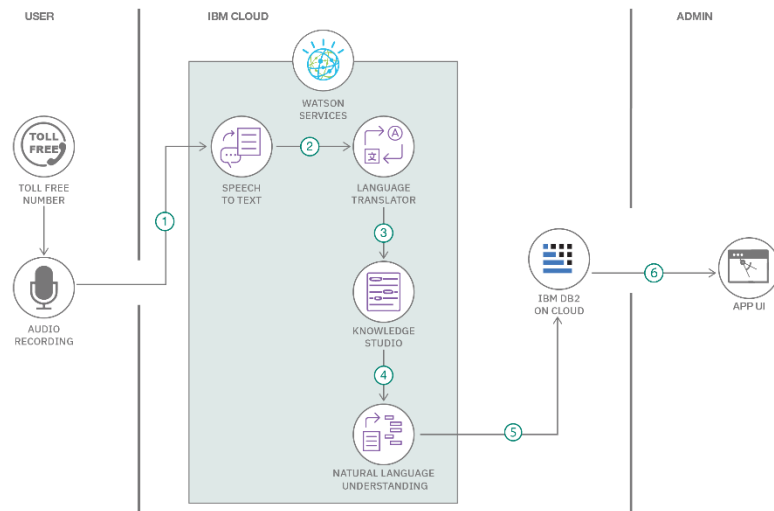 USER
IBM CLOUD
ADMIN
WATSON
SERVICES
TOLL
FREE
TOLL FREE
NUMBER
1
SPEECH
TO TEXT
2
A
文
LANGUAGE
TRANSLATOR
3
AUDIO
RECORDING
KNOWLEDGE
STUDIO
4
NATURAL LANGUAGE
UNDERSTANDING
5
IBM DB2
ON CLOUD
6
APP UI